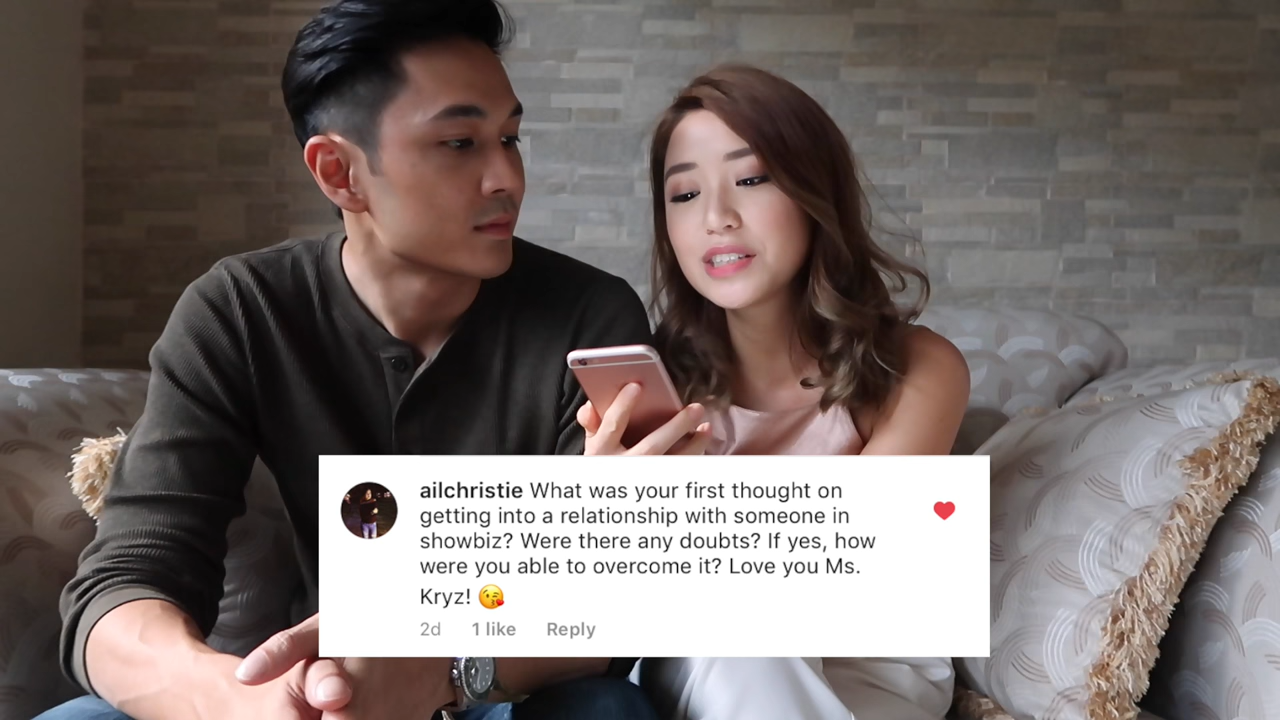 ailchristie What was your first thought on
getting into a relationship with someone in
showbiz? Were there any doubts? If yes, how
were you able to overcome it? Love you Ms.
Kryz! 😘
2d 1 like Reply